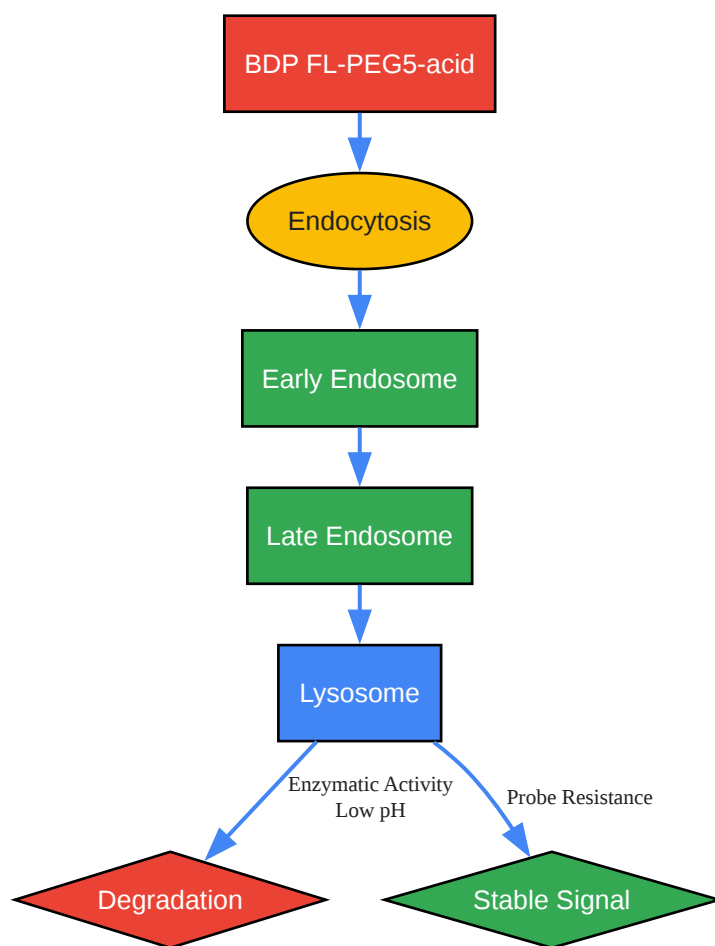 BDP FL-PEG5-acid
Endocytosis
Early Endosome
Late Endosome
Lysosome
Enzymatic Activity
Low pH
Probe Resistance
Degradation
Stable Signal